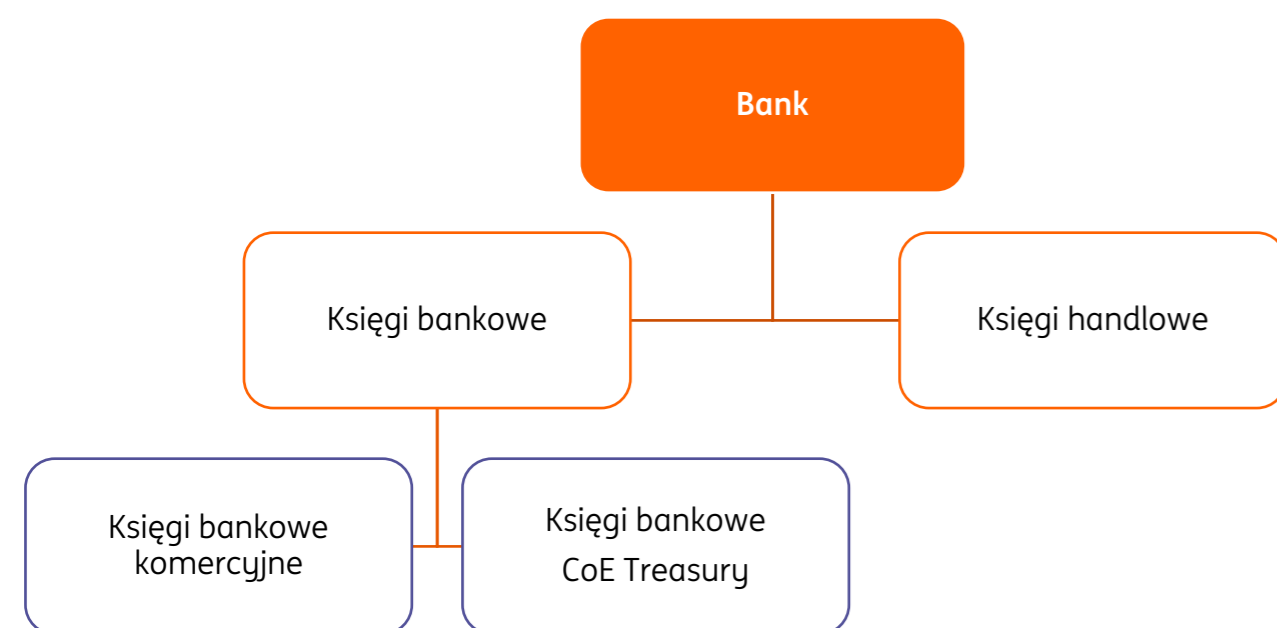 Bank
Księgi bankowe
Księgi handlowe
Księgi bankowe
komercyjne
Księgi bankowe
CoE Treasury